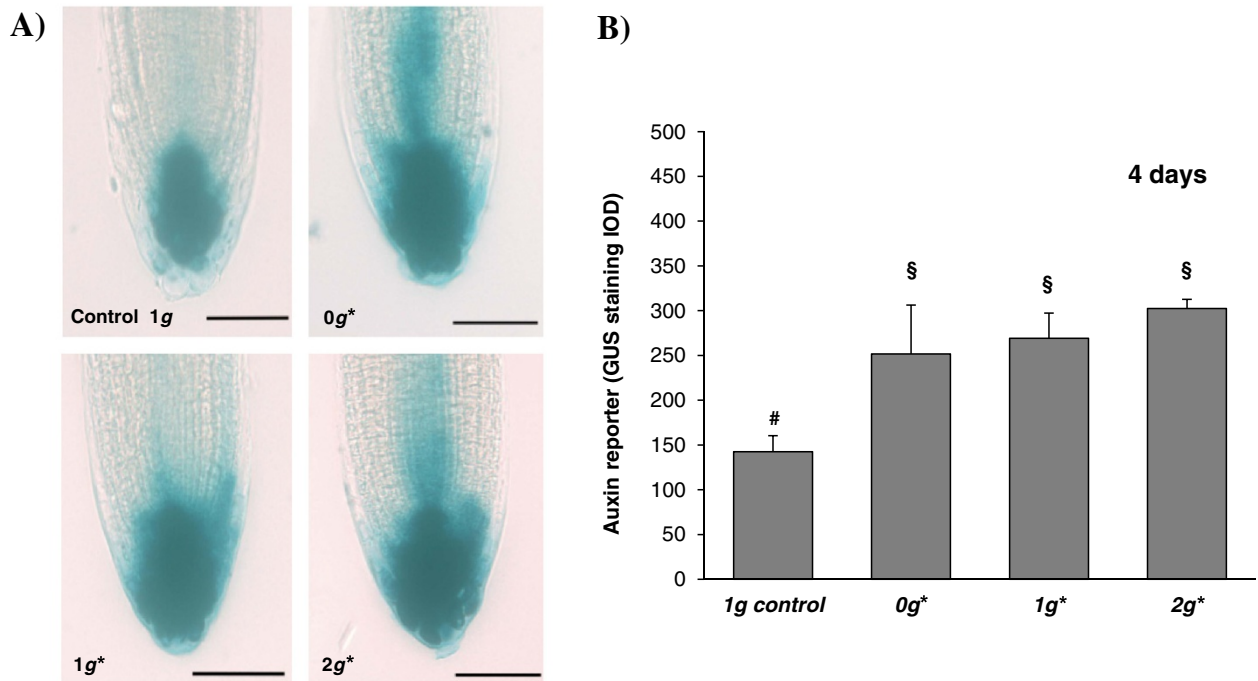 A)
Control 1g
0g*
1g*
2g*
B)
4 days
Auxin reporter (GUS staining IOD)
500
450
400
350
300
250
200
150
100
50
0
#
§
§
§
1g control
0g*
1g*
2g*